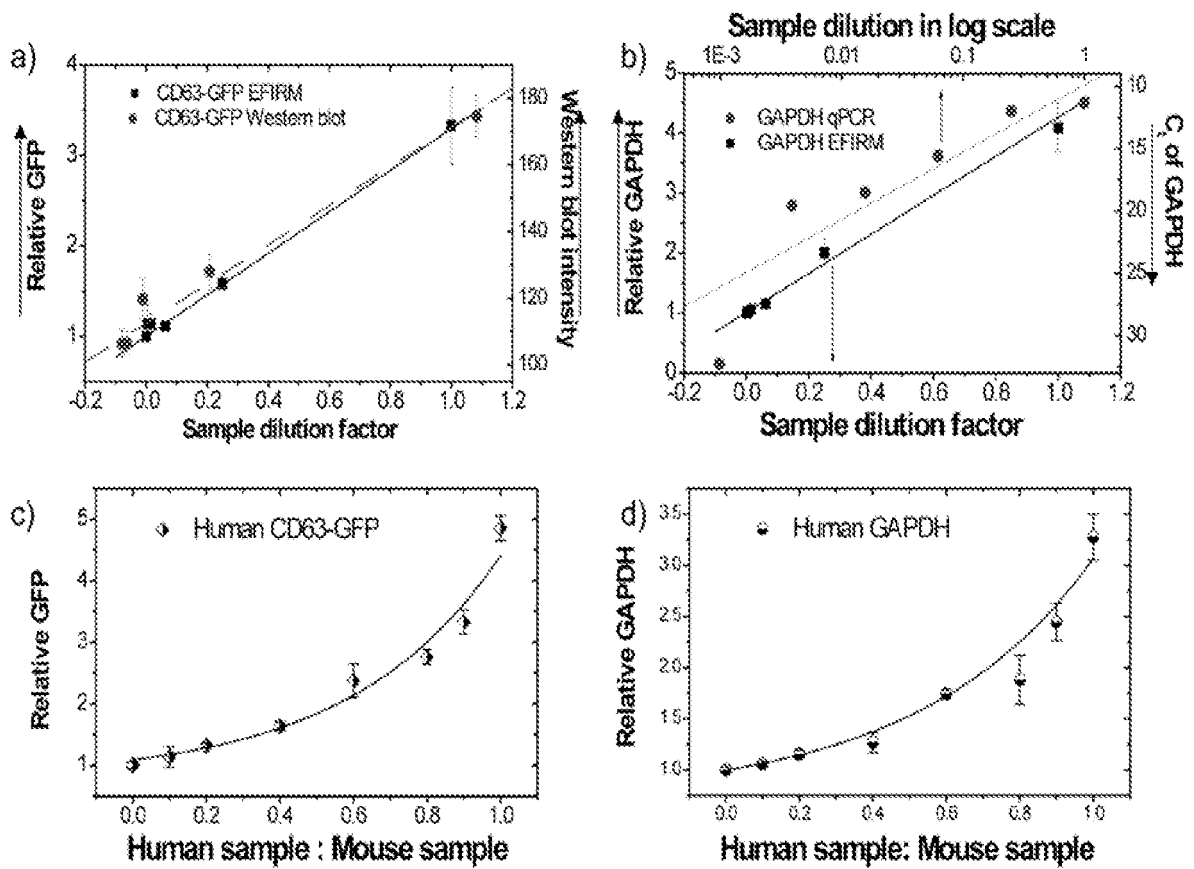 a)
CD63-GFP EFIRM
CD63-GFP Western blot
Relative GFP
4
3
2
1
180
160
140
120
100
Western blot intensity
-0.2 0.0 0.2 0.4 0.6 0.8 1.0 1.2
Sample dilution factor
b)
Sample dilution in log scale
1E-3 0.01 0.1 1
GAPDH qPCR
GAPDH EFIRM
Relative GAPDH
5
4
3
2
1
0
10
15
20
25
30
Ct of GAPDH
-0.2 0.0 0.2 0.4 0.6 0.8 1.0 1.2
Sample dilution factor
c)
Human CD63-GFP
Relative GFP
5
4
3
2
1
0.0 0.2 0.4 0.6 0.8 1.0
Human sample : Mouse sample
d)
Human GAPDH
Relative GAPDH
3.5
3.0
2.5
2.0
1.5
1.0
0.0 0.2 0.4 0.6 0.8 1.0
Human sample: Mouse sample